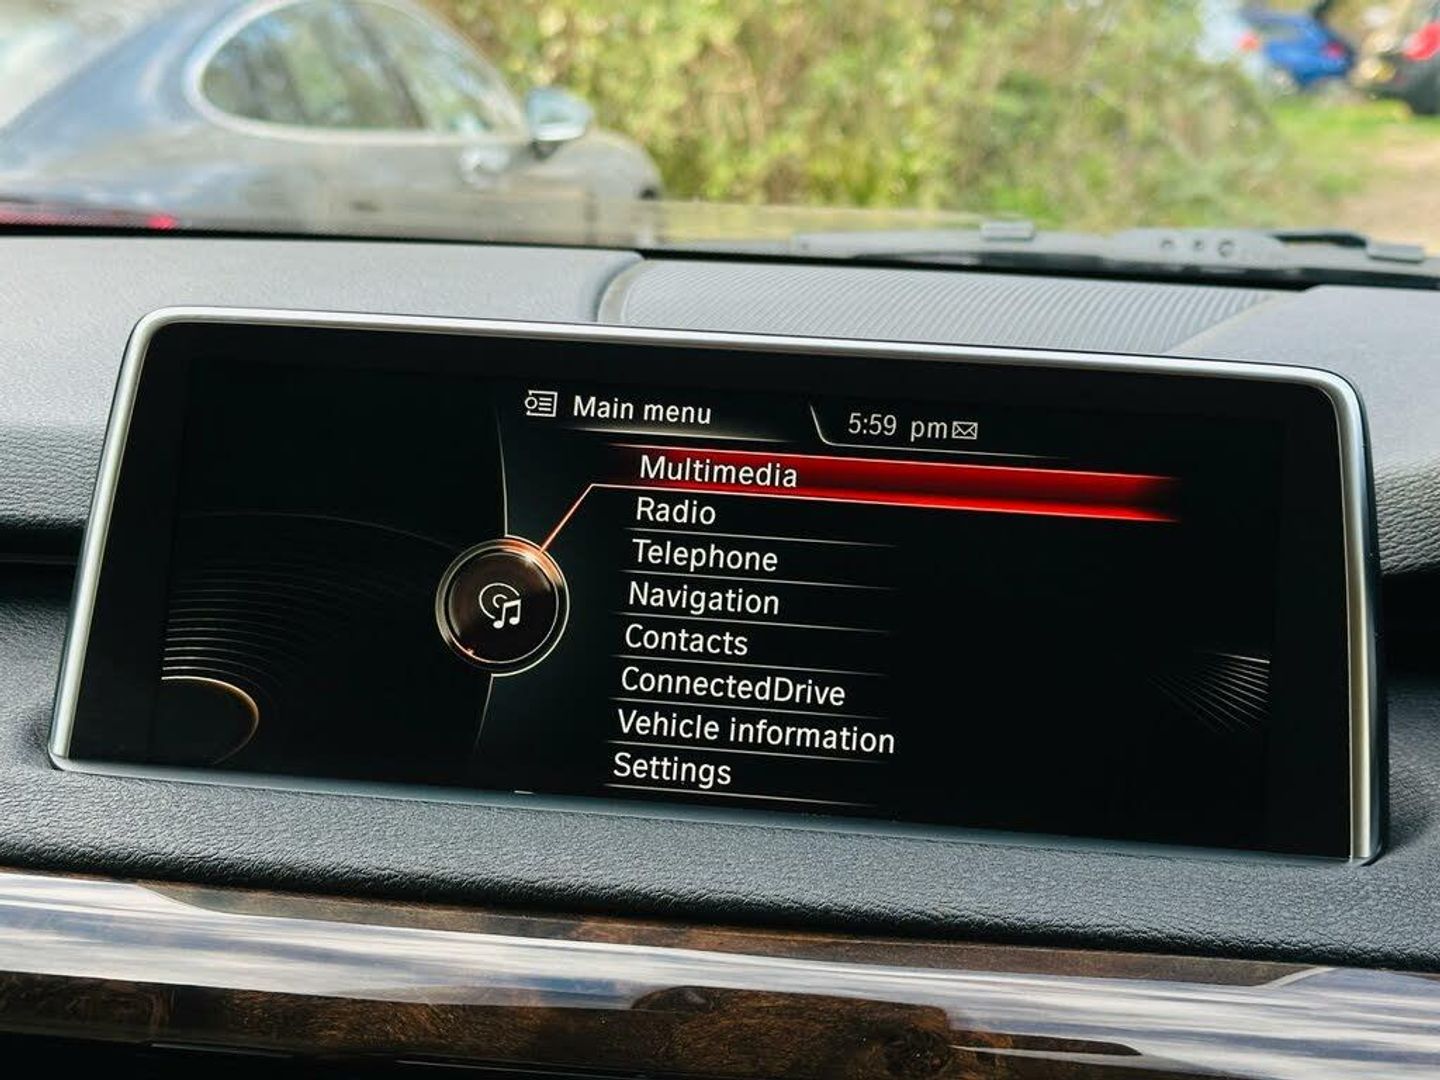 Main menu
5:59 pm
Multimedia
Radio
Telephone
Navigation
Contacts
ConnectedDrive
Vehicle information
Settings